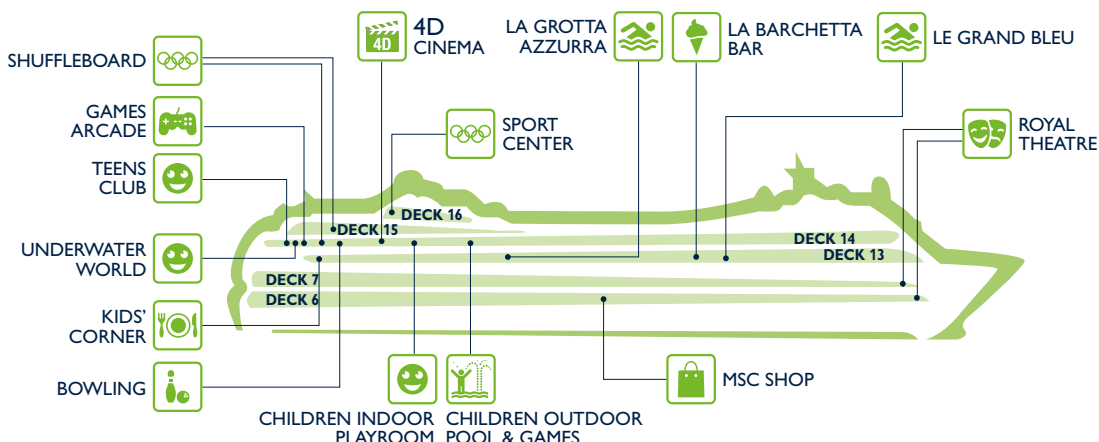 SHUFFLEBOARD
GAMES
ARCADE
TEENS
CLUB
UNDERWATER
WORLD
KIDS'
CORNER
BOWLING
4D
4D
CINEMA
LA GROTTA
AZZURRA
LA BARCHETTA
BAR
LE GRAND BLEU
SPORT
CENTER
ROYAL
THEATRE
DECK 16
DECK 15
DECK 14
DECK 13
DECK 7
DECK 6
CHILDREN INDOOR
PLAYROOM
CHILDREN OUTDOOR
POOL & GAMES
MSC SHOP